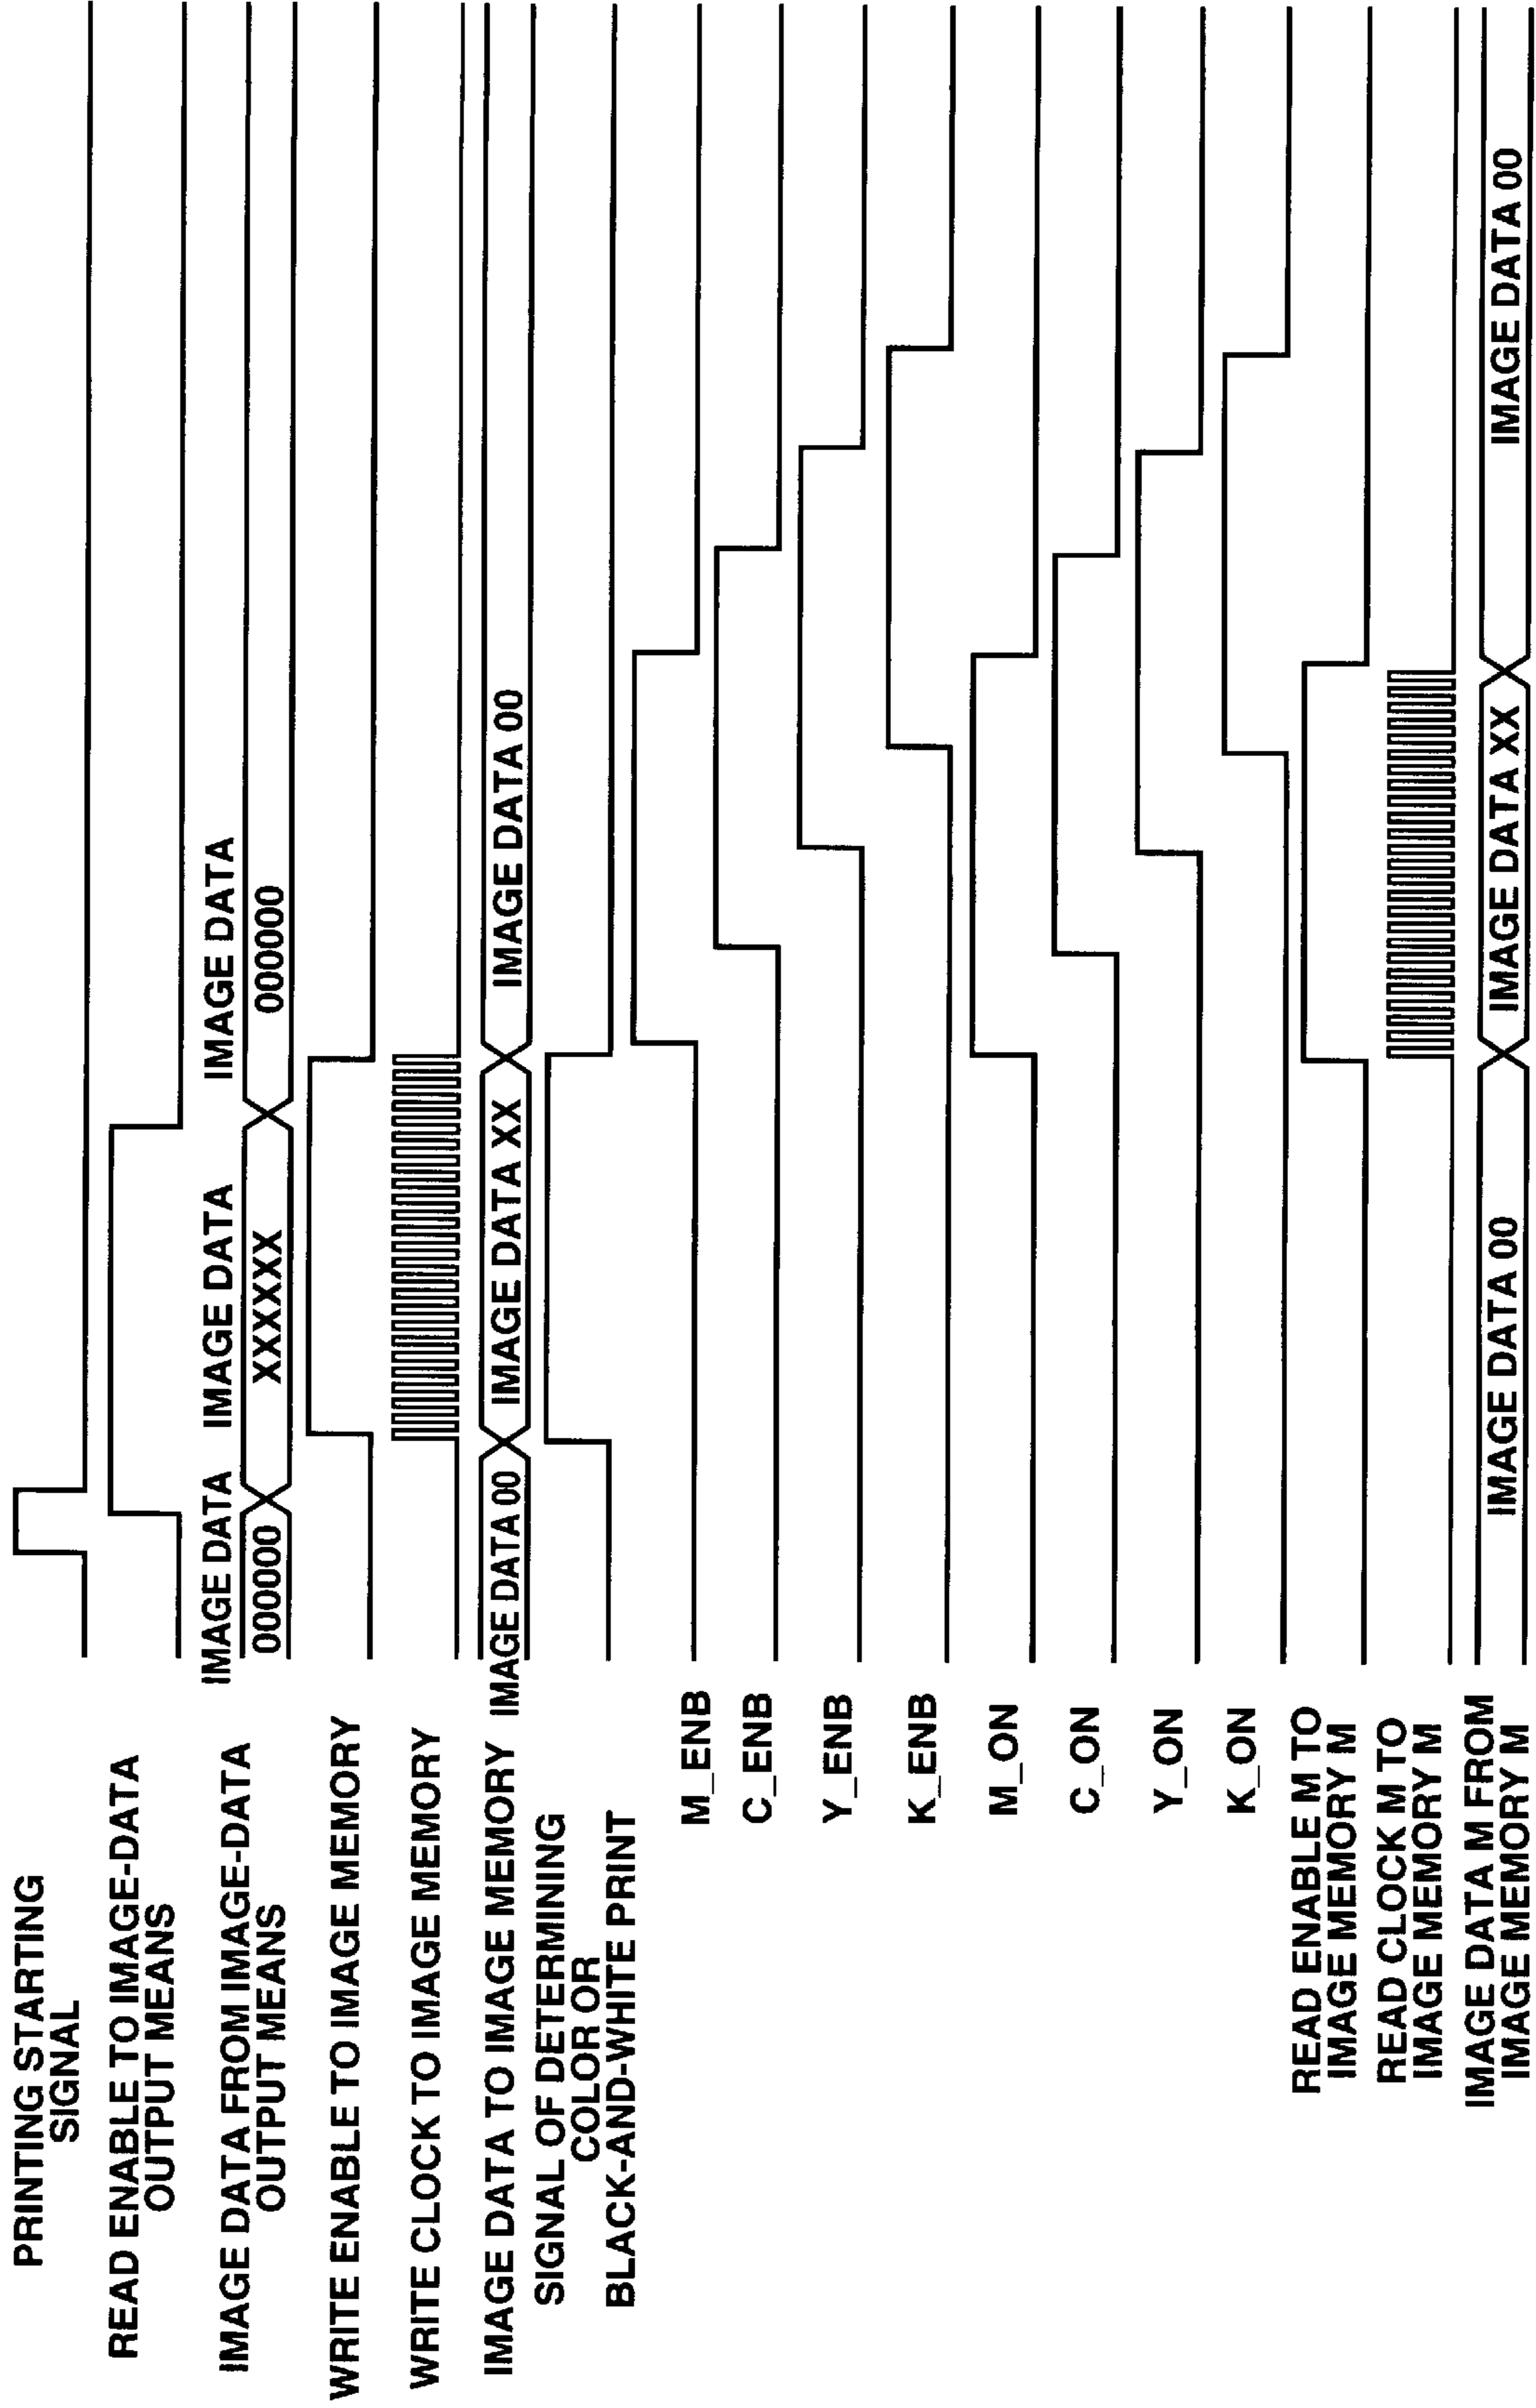 PRINTING STARTING
SIGNAL
READ ENABLE TO IMAGE-DATA
OUTPUT MEANS
IMAGE DATA IMAGE DATA IMAGE DATA
IMAGE DATA FROM IMAGE-DATA
OUTPUT MEANS
000000 XXXXXX 000000
WRITE ENABLE TO IMAGE MEMORY
WRITE CLOCK TO IMAGE MEMORY
IMAGE DATA TO IMAGE MEMORY IMAGE DATA 00 IMAGE DATA XX IMAGE DATA 00
SIGNAL OF DETERMINING
COLOR OR
BLACK-AND-WHITE PRINT
M_ENB
C_ENB
Y_ENB
K_ENB
M_ON
C_ON
Y_ON
K_ON
READ ENABLE M TO
IMAGE MEMORY M
READ CLOCK M TO
IMAGE MEMORY M
IMAGE DATA M FROM
IMAGE MEMORY M
IMAGE DATA 00 IMAGE DATA XX IMAGE DATA 00